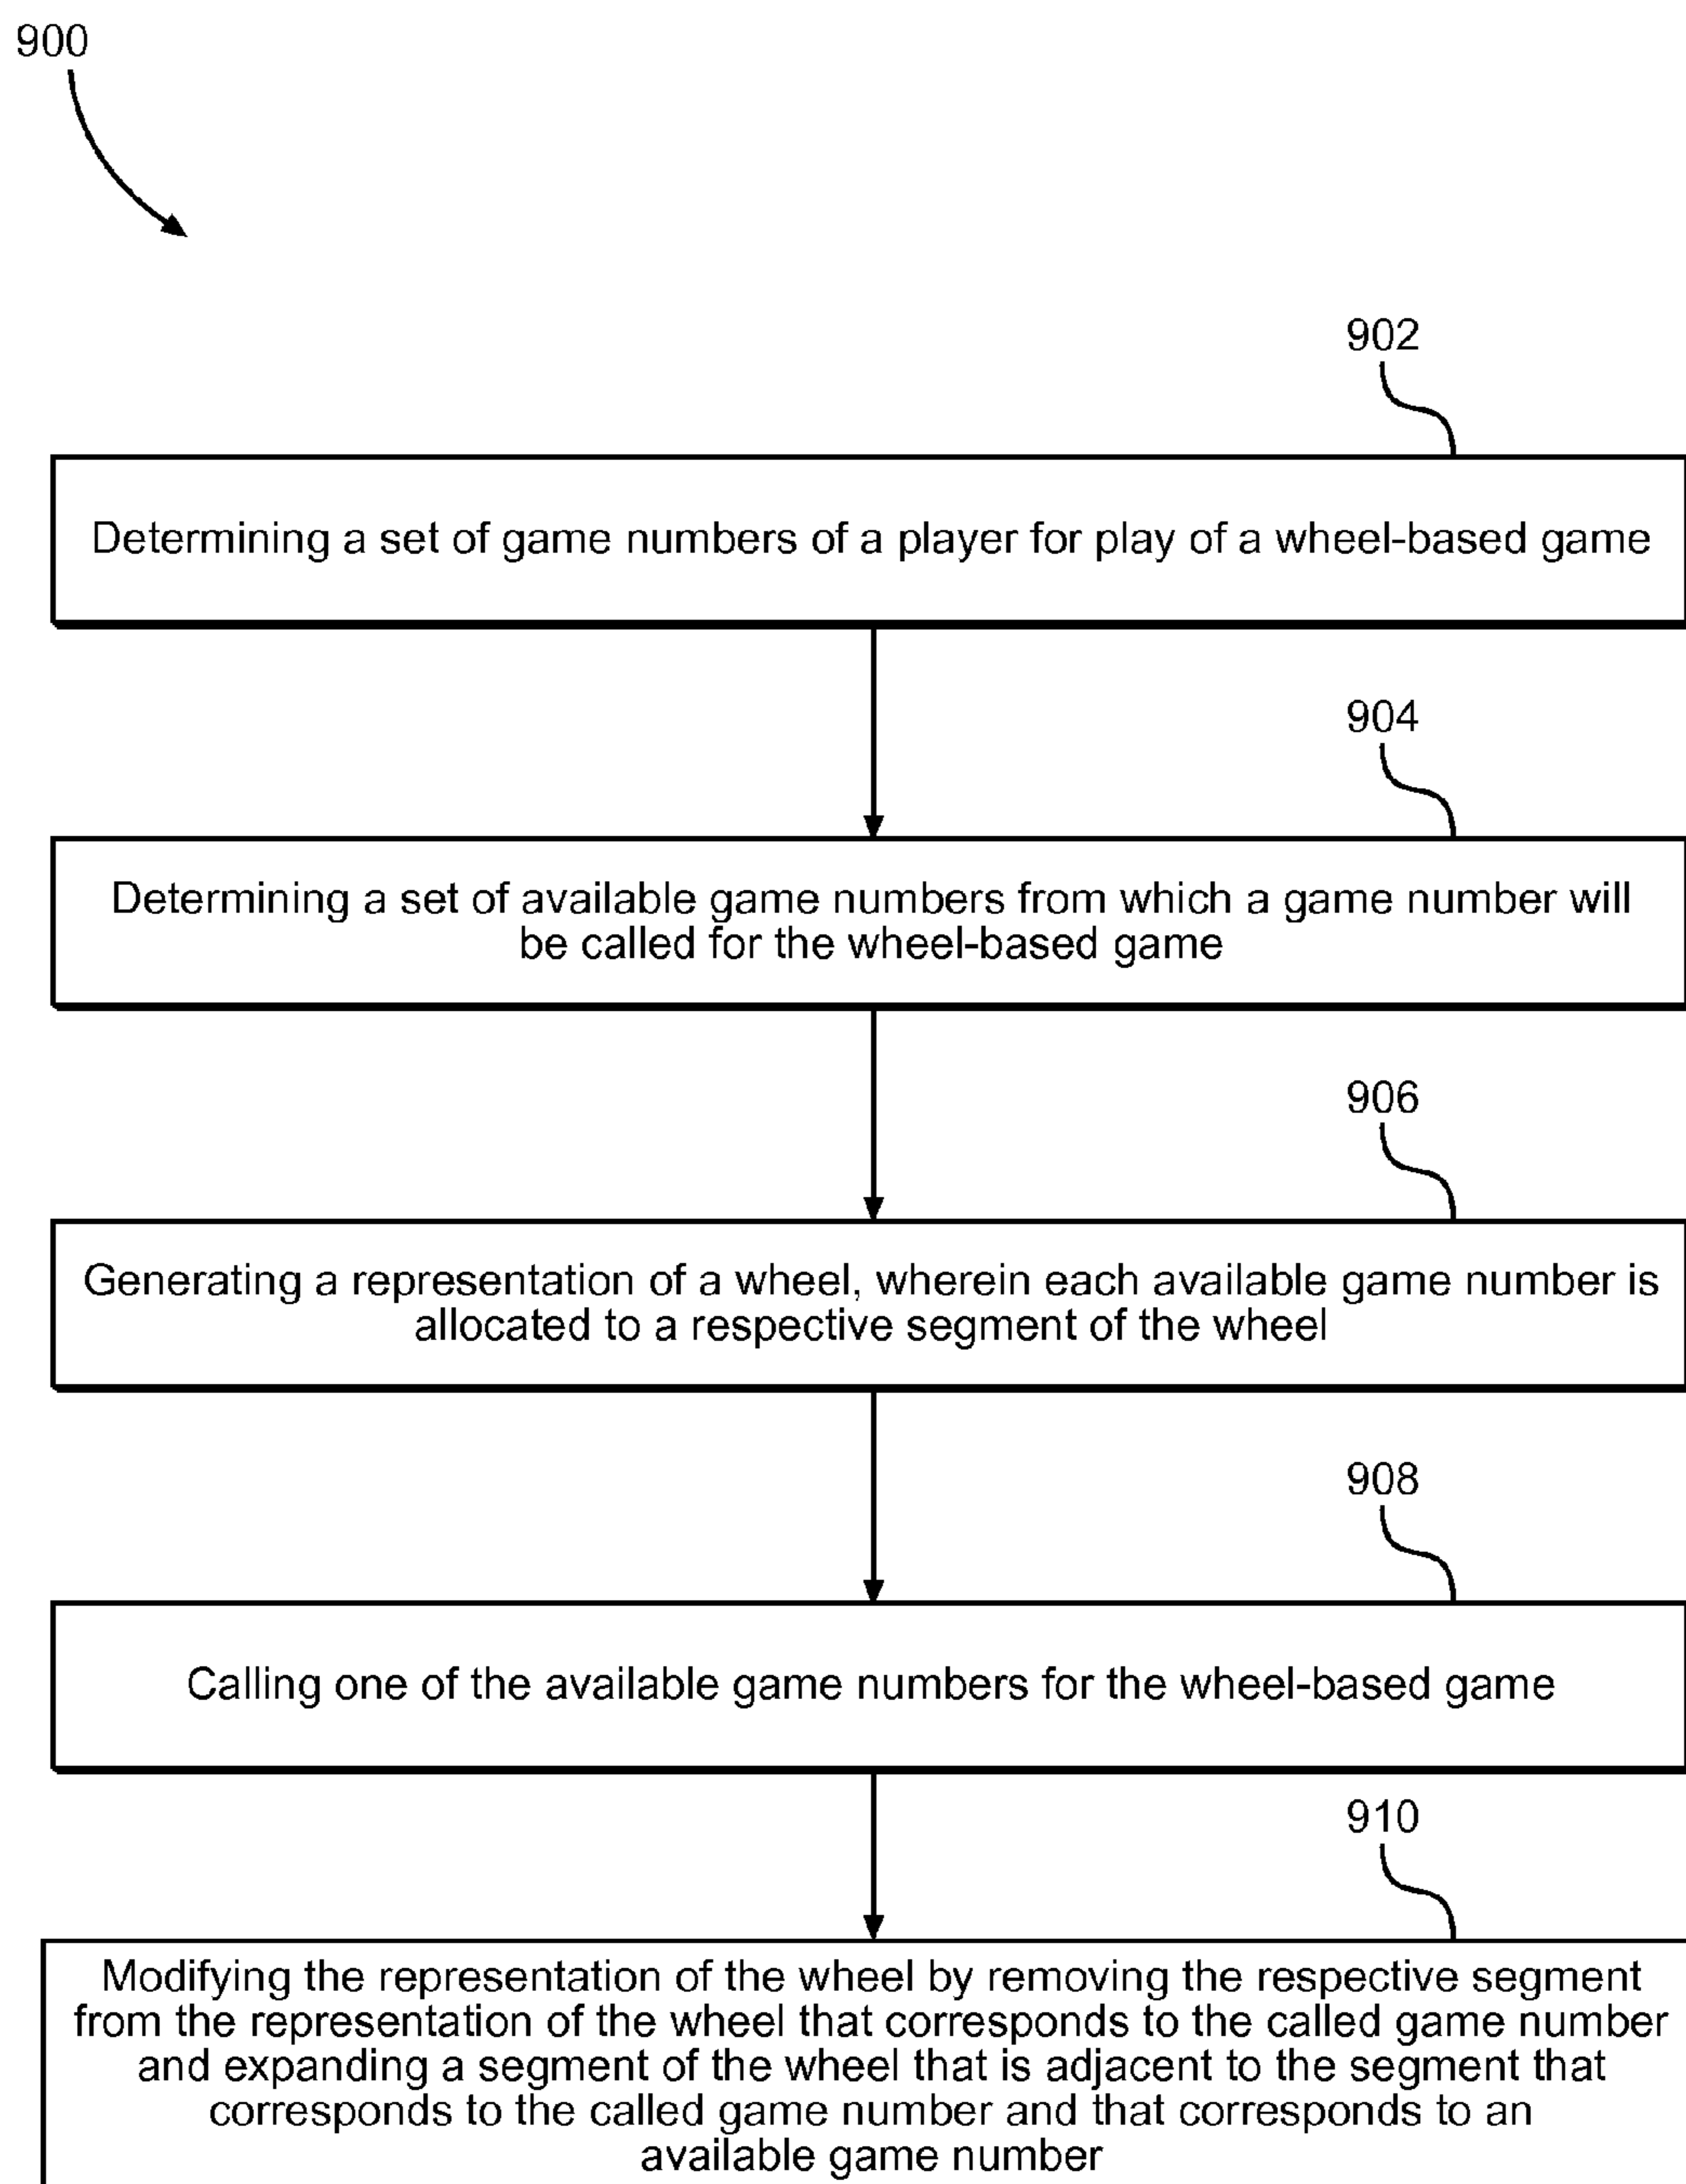 900
902
Determining a set of game numbers of a player for play of a wheel-based game
904
Determining a set of available game numbers from which a game number will
be called for the wheel-based game
906
Generating a representation of a wheel, wherein each available game number is
allocated to a respective segment of the wheel
908
Calling one of the available game numbers for the wheel-based game
910
Modifying the representation of the wheel by removing the respective segment
from the representation of the wheel that corresponds to the called game number
and expanding a segment of the wheel that is adjacent to the segment that
corresponds to the called game number and that corresponds to an
available game number